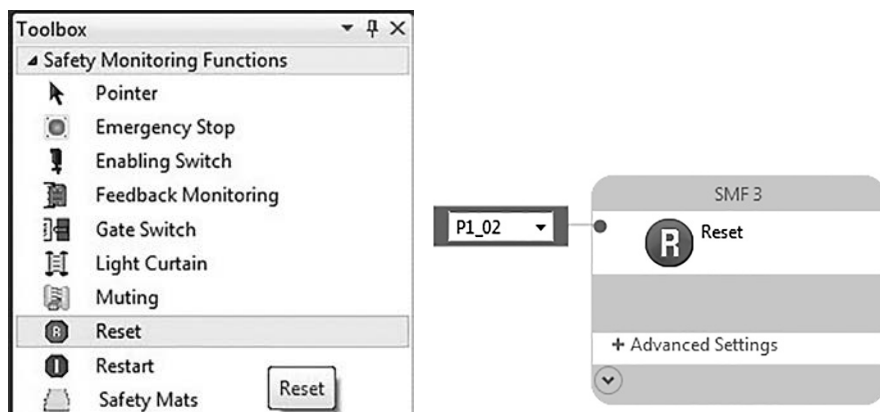 Toolbox
Safety Monitoring Functions
Pointer
Emergency Stop
Enabling Switch
Feedback Monitoring
Gate Switch
Light Curtain
Muting
R Reset
I Restart
Safety Mats
Reset
P1_02
SMF 3
R Reset
+ Advanced Settings